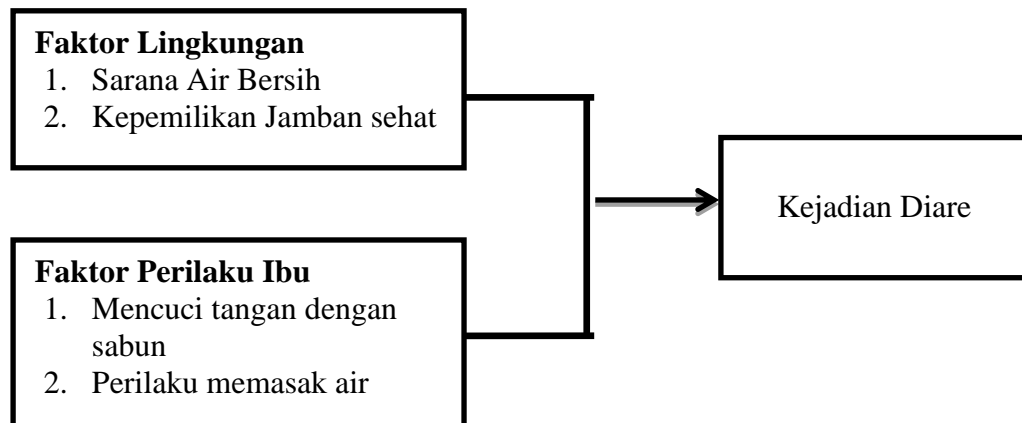 Faktor Lingkungan
1. Sarana Air Bersih
2. Kepemilikan Jamban sehat
Kejadian Diare
Faktor Perilaku Ibu
1. Mencuci tangan dengan
sabun
2. Perilaku memasak air